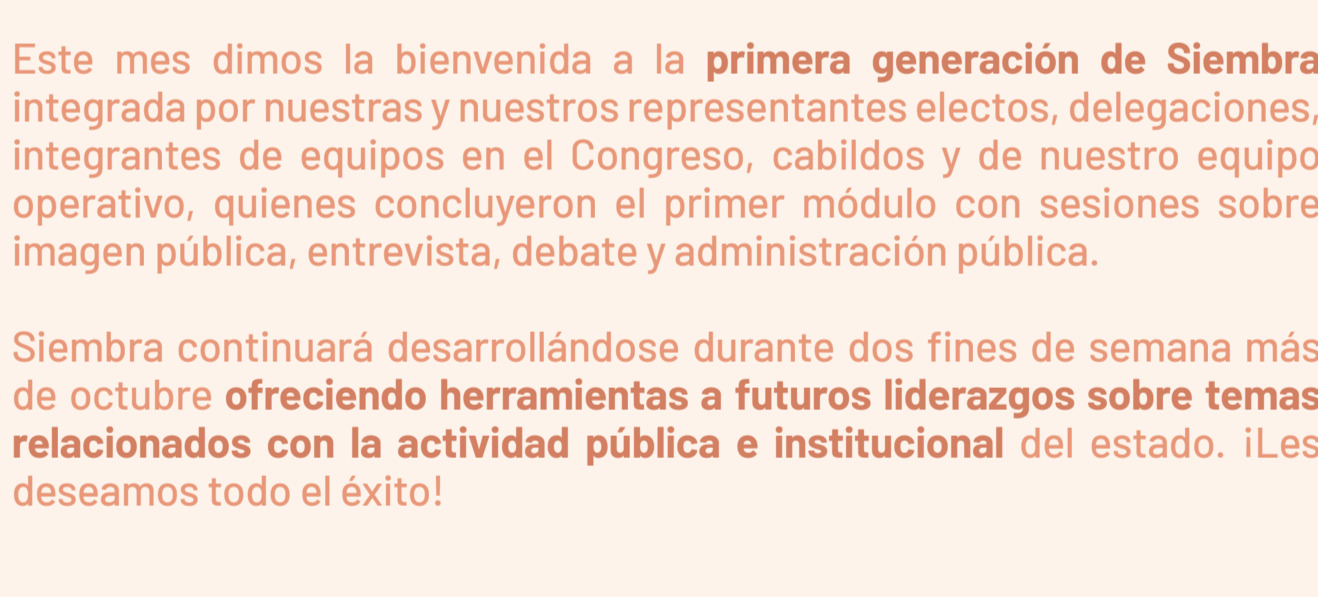 Este mes dimos la bienvenida a la primera generación de Siembra
integrada por nuestras y nuestros representantes electos, delegaciones,
integrantes de equipos en el Congreso, cabildos y de nuestro equipo
operativo, quienes concluyeron el primer módulo con sesiones sobre
imagen pública, entrevista, debate y administración pública.
Siembra continuará desarrollándose durante dos fines de semana más
de octubre ofreciendo herramientas a futuros liderazgos sobre temas
relacionados con la actividad pública e institucional del estado. ¡Les
deseamos todo el éxito!